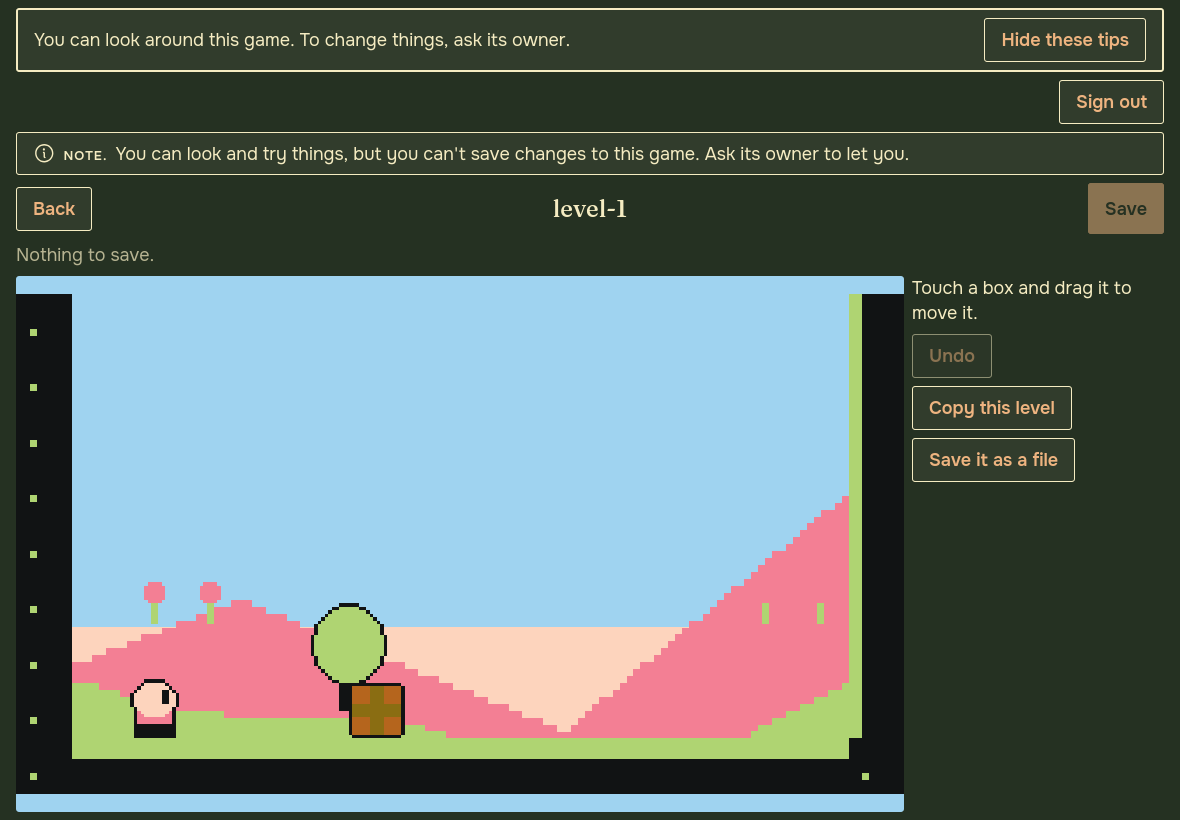 You can look around this game. To change things, ask its owner.
Hide these tips
Sign out
NOTE. You can look and try things, but you can't save changes to this game. Ask its owner to let you.
Back
level-1
Save
Nothing to save.
Touch a box and drag it to
move it.
Undo
Copy this level
Save it as a file